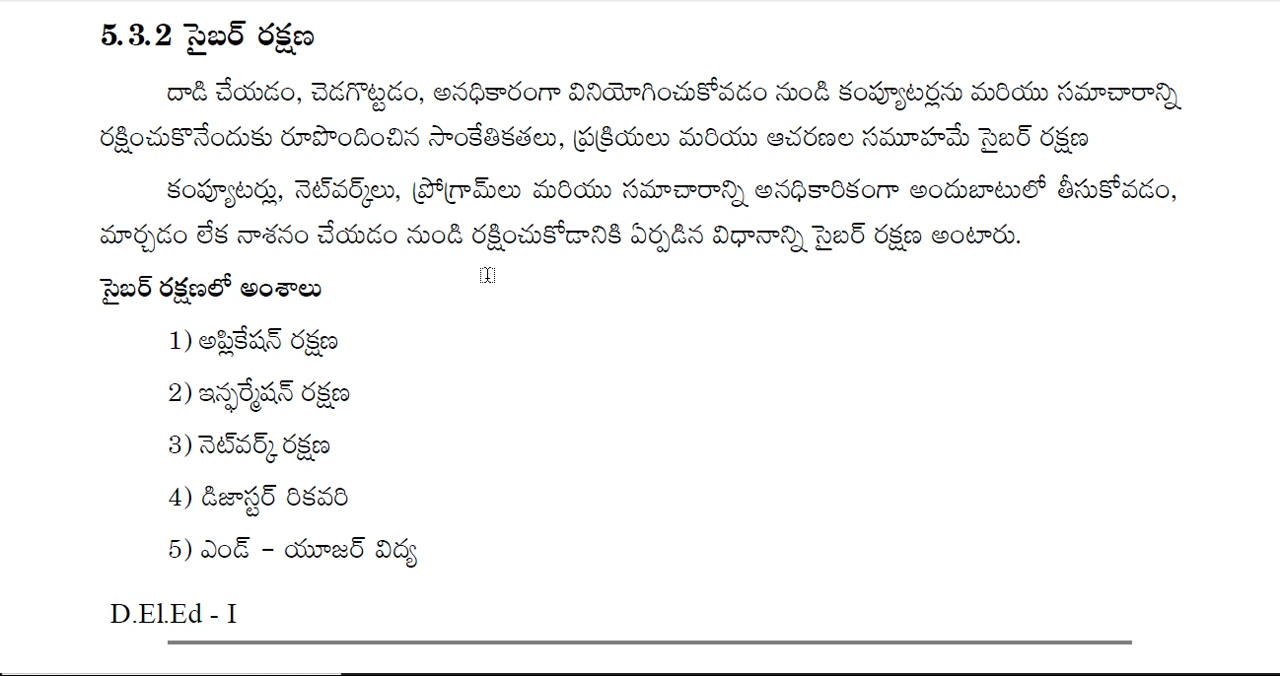 5.3.2 సైబర్ రక్షణ
దాడి చేయడం, చెడగొట్టడం, అనధికారంగా వినియోగించుకోవడం నుండి కంప్యూటర్లను మరియు సమాచారాన్ని
రక్షించుకొనేందుకు రూపొందించిన సాంకేతికతలు, ప్రక్రియలు మరియు ఆచరణల సమూహమే సైబర్ రక్షణ
కంప్యూటర్లు, నెట్‌వర్క్‌లు, ప్రోగ్రామ్‌లు మరియు సమాచారాన్ని అనధికారికంగా అందుబాటులో తీసుకోవడం,
మార్చడం లేక నాశనం చేయడం నుండి రక్షించుకోడానికి ఏర్పడిన విధానాన్ని సైబర్ రక్షణ అంటారు.
సైబర్ రక్షణలో అంశాలు
1) అప్లికేషన్ రక్షణ
2) ఇన్ఫర్మేషన్ రక్షణ
3) నెట్‌వర్క్ రక్షణ
4) డిజాస్టర్ రికవరి
5) ఎండ్ – యూజర్ విద్య
D.El.Ed - I